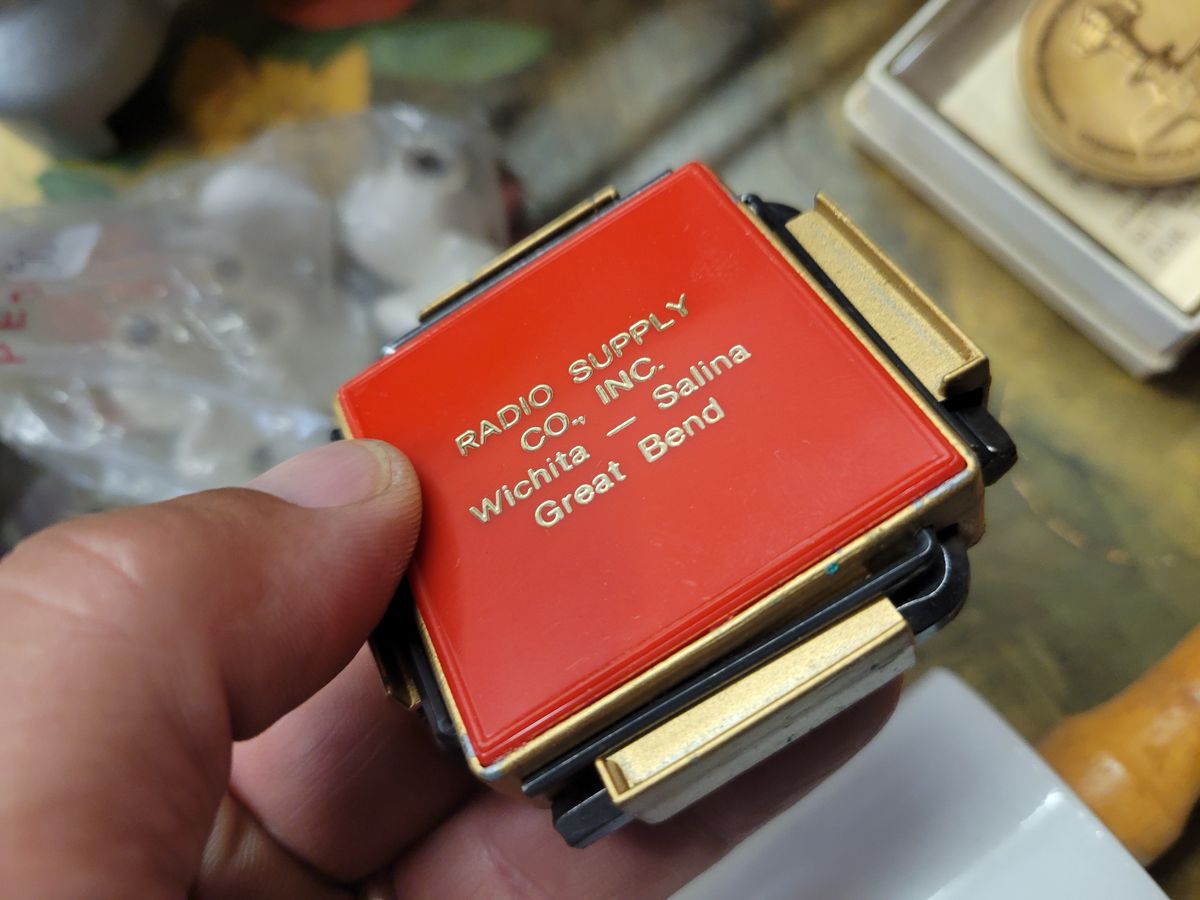 RADIO SUPPLY
CO., INC.
Wichita — Salina
Great Bend